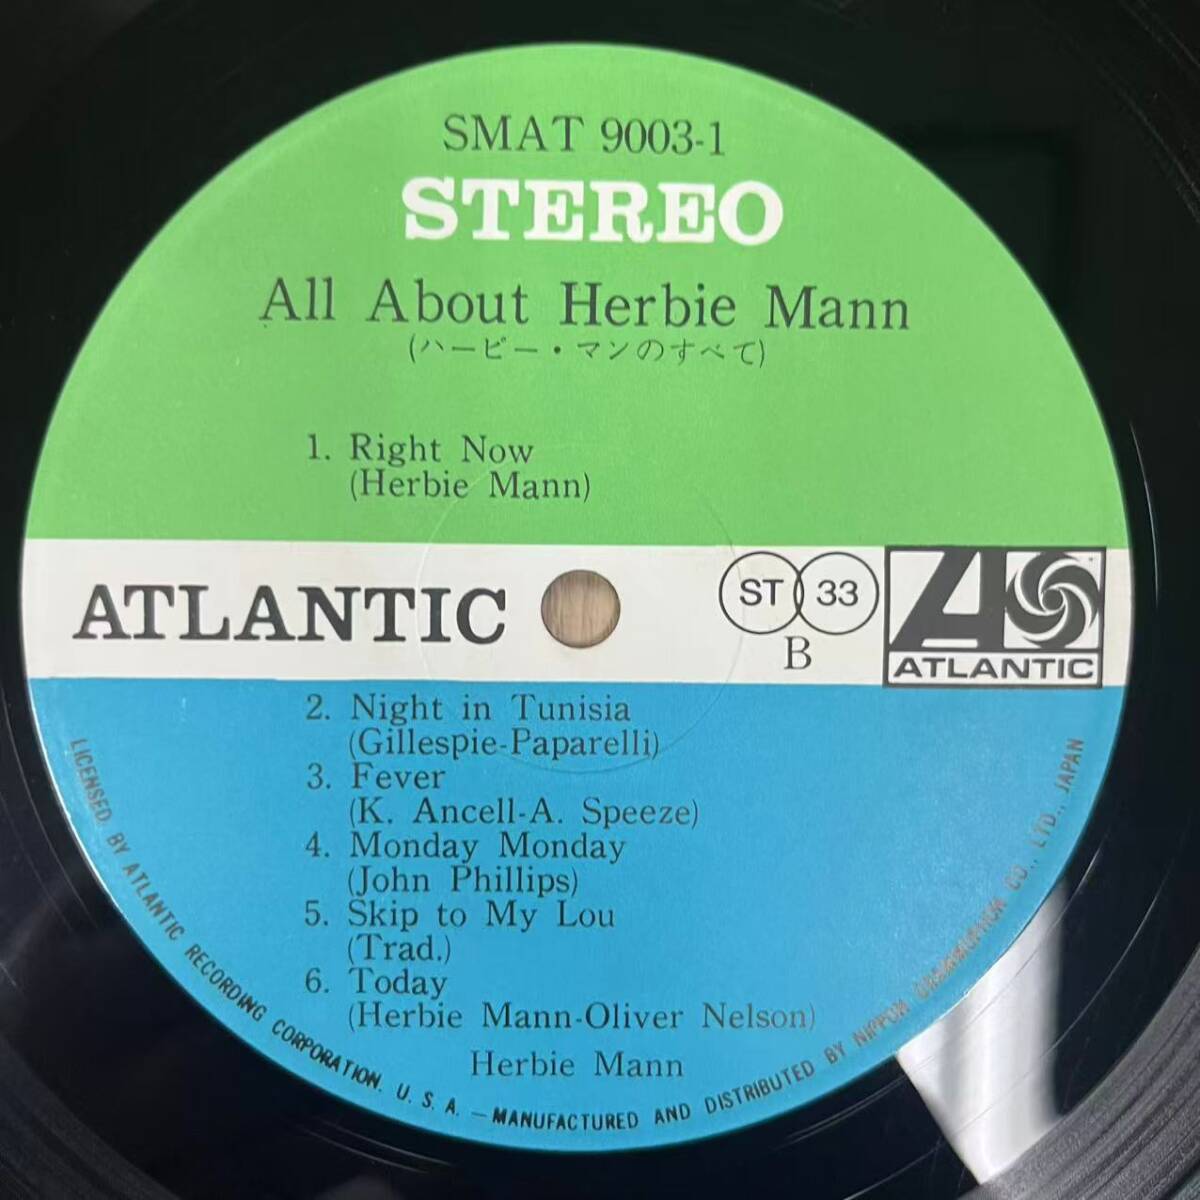 SMAT 9003-1
STEREO
All About Herbie Mann
(ハービー・マンのすべて)
1. Right Now
(Herbie Mann)
ATLANTIC
ST 33
B
ATLANTIC
2. Night in Tunisia
(Gillespie-Paparelli)
3. Fever
(K. Ancell-A. Speeze)
4. Monday Monday
(John Phillips)
5. Skip to My Lou
(Trad.)
6. Today
(Herbie Mann-Oliver Nelson)
Herbie Mann
LICENSED BY ATLANTIC RECORDING CORPORATION. U. S. A. — MANUFACTURED AND DISTRIBUTED BY NIPPON GRAMMOPHON CO., LTD., JAPAN